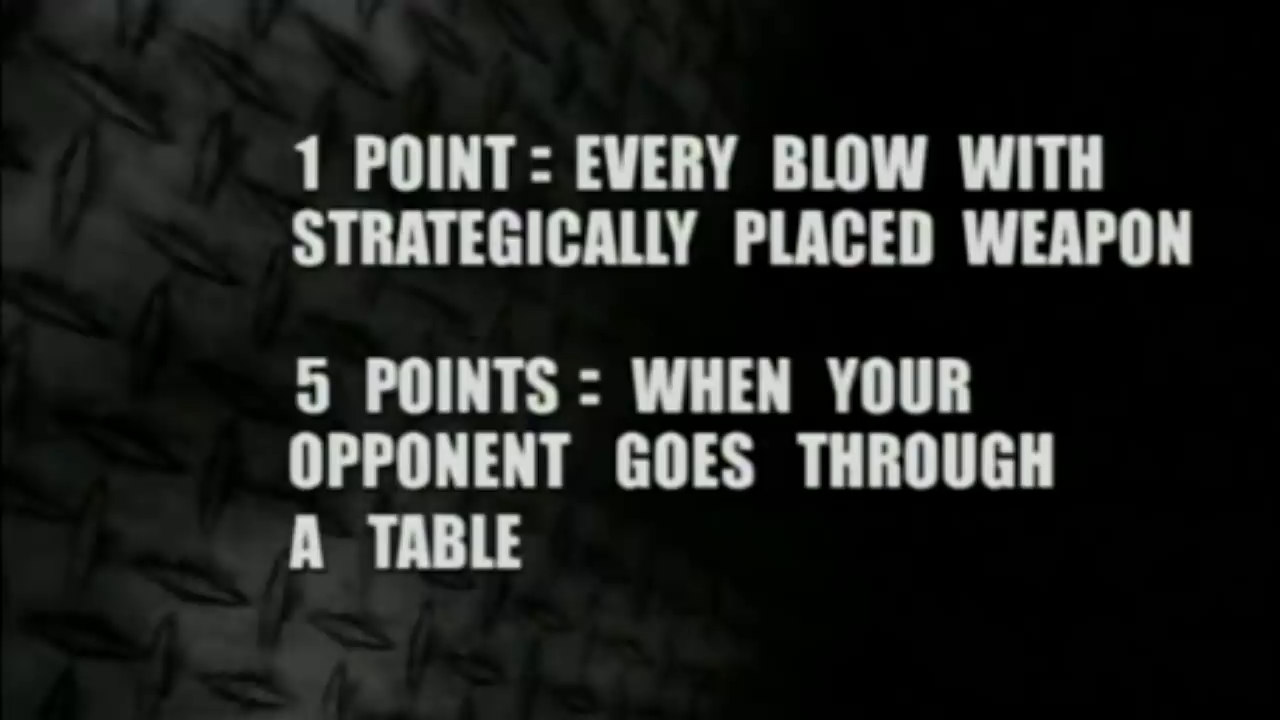 1 POINT : EVERY BLOW WITH
STRATEGICALLY PLACED WEAPON
5 POINTS : WHEN YOUR
OPPONENT GOES THROUGH
A TABLE